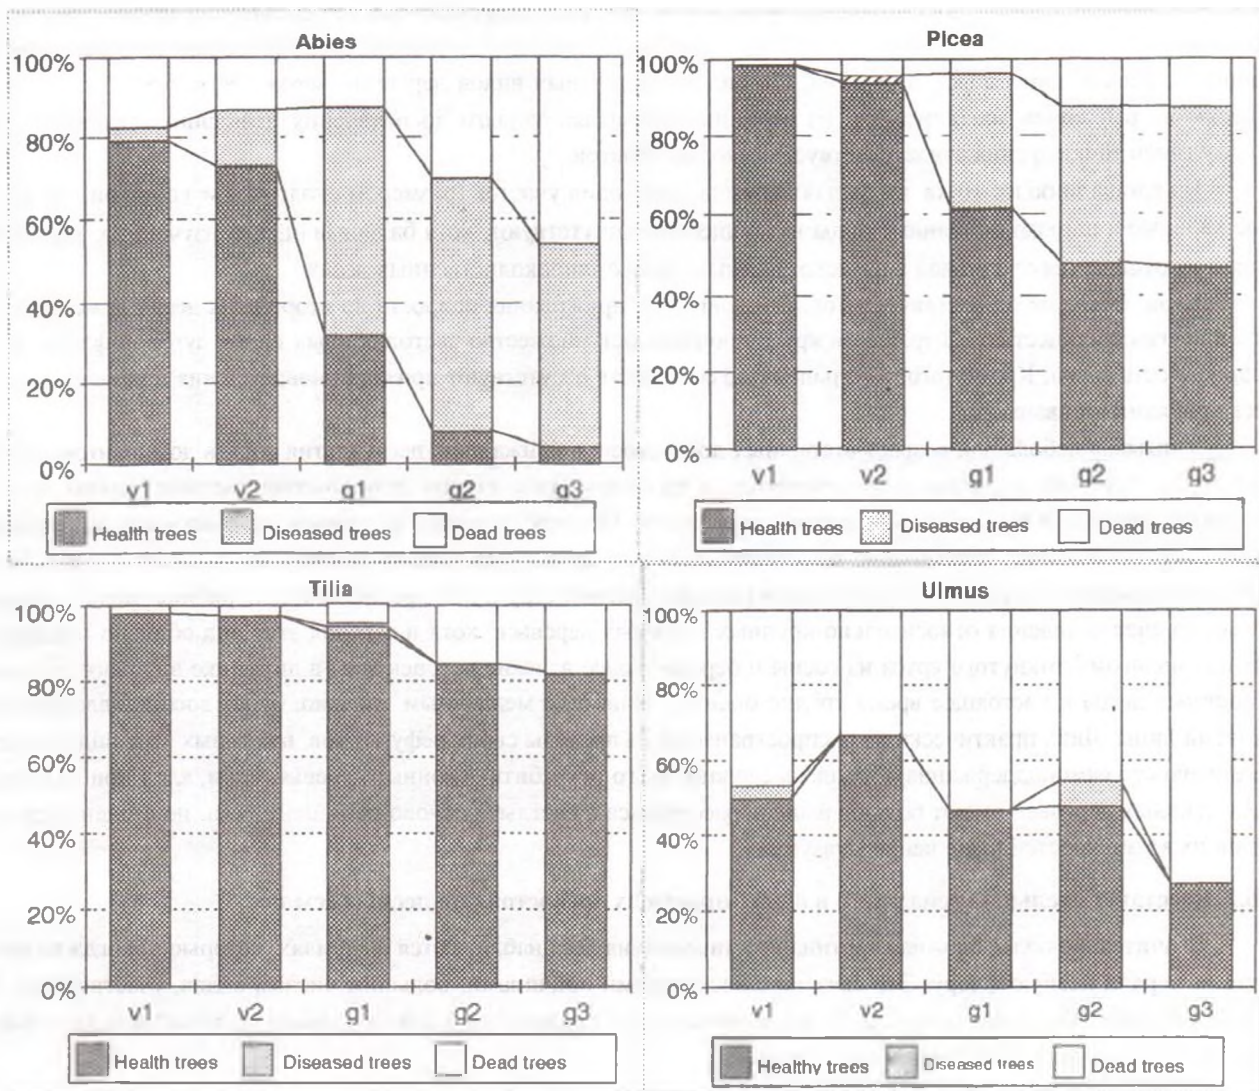 Abies
100%
80%
60%
40%
20%
0%
v1 v2 g1 g2 g3
Health trees Diseased trees Dead trees
Picea
100%
80%
60%
40%
20%
0%
v1 v2 g1 g2 g3
Health trees Diseased trees Dead trees
Tilia
100%
80%
60%
40%
20%
0%
v1 v2 g1 g2 g3
Health trees Diseased trees Dead trees
Ulmus
100%
80%
60%
40%
20%
0%
v1 v2 g1 g2 g3
Healthy trees Diseased trees Dead trees